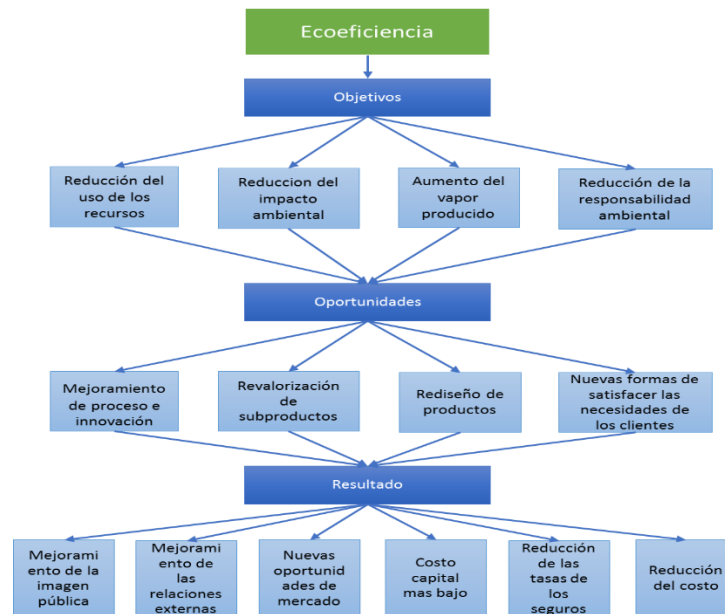 Ecoeficiencia
Objetivos
Reducción del
uso de los
recursos
Reduccion del
impacto
ambiental
Aumento del
vapor
producido
Reducción de la
responsabilidad
ambiental
Oportunidades
Mejoramiento
de proceso e
innovación
Revalorización
de
subproductos
Rediseño de
productos
Nuevas formas de
satisfacer las
necesidades de
los clientes
Resultado
Mejorami
ento de la
imagen
pública
Mejorami
ento de
las
relaciones
externas
Nuevas
oportunid
ades de
mercado
Costo
capital
mas bajo
Reducción
de las
tasas de
los
seguros
Reducción
del costo